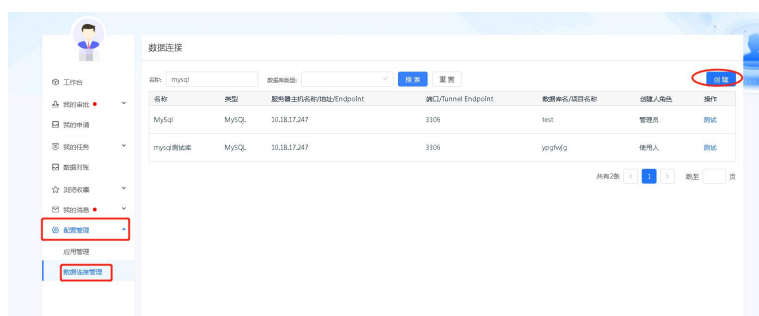 数据连接
名称: mysql 数据库类型: 搜索 重置 创建
名称 类型 服务器主机名称/地址/Endpoint 端口/Tunnel Endpoint 数据库名/项目名称 创建人角色 操作
MySql MySQL 10.18.17.247 3306 test 管理员 测试
mysql测试库 MySQL 10.18.17.247 3306 ypgfwjg 使用人 测试
共有2条 < 1 > 跳至 页
工作台
我的审批
我的申请
我的任务
数据对账
浏览收藏
我的消息
配置管理
应用管理
数据连接管理